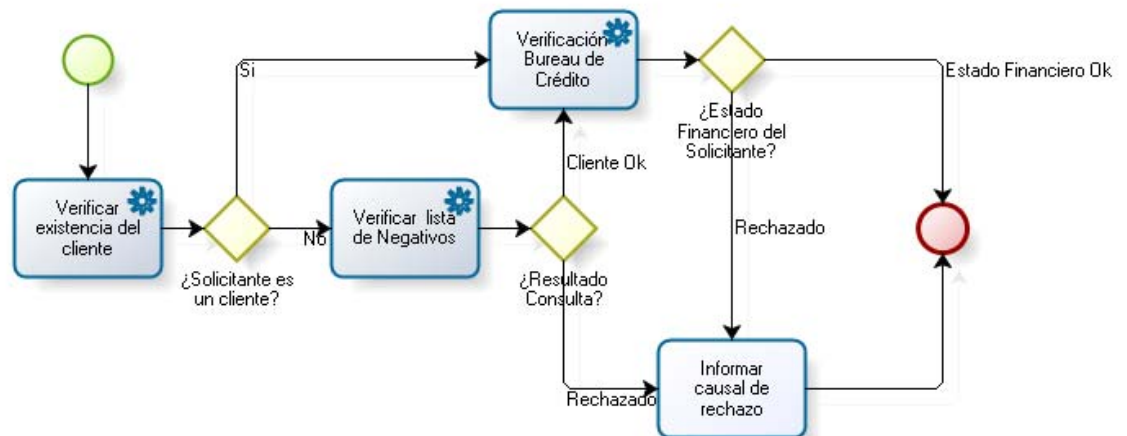 Verificación
Bureau de
Crédito
Si
Estado Financiero Ok
¿Estado
Financiero del
Solicitante?
Cliente Ok
Verificar
existencia del
cliente
Verificar lista
de Negativos
No
Rechazado
¿Solicitante es
un cliente?
¿Resultado
Consulta?
Informar
causal de
rechazo
Rechazado